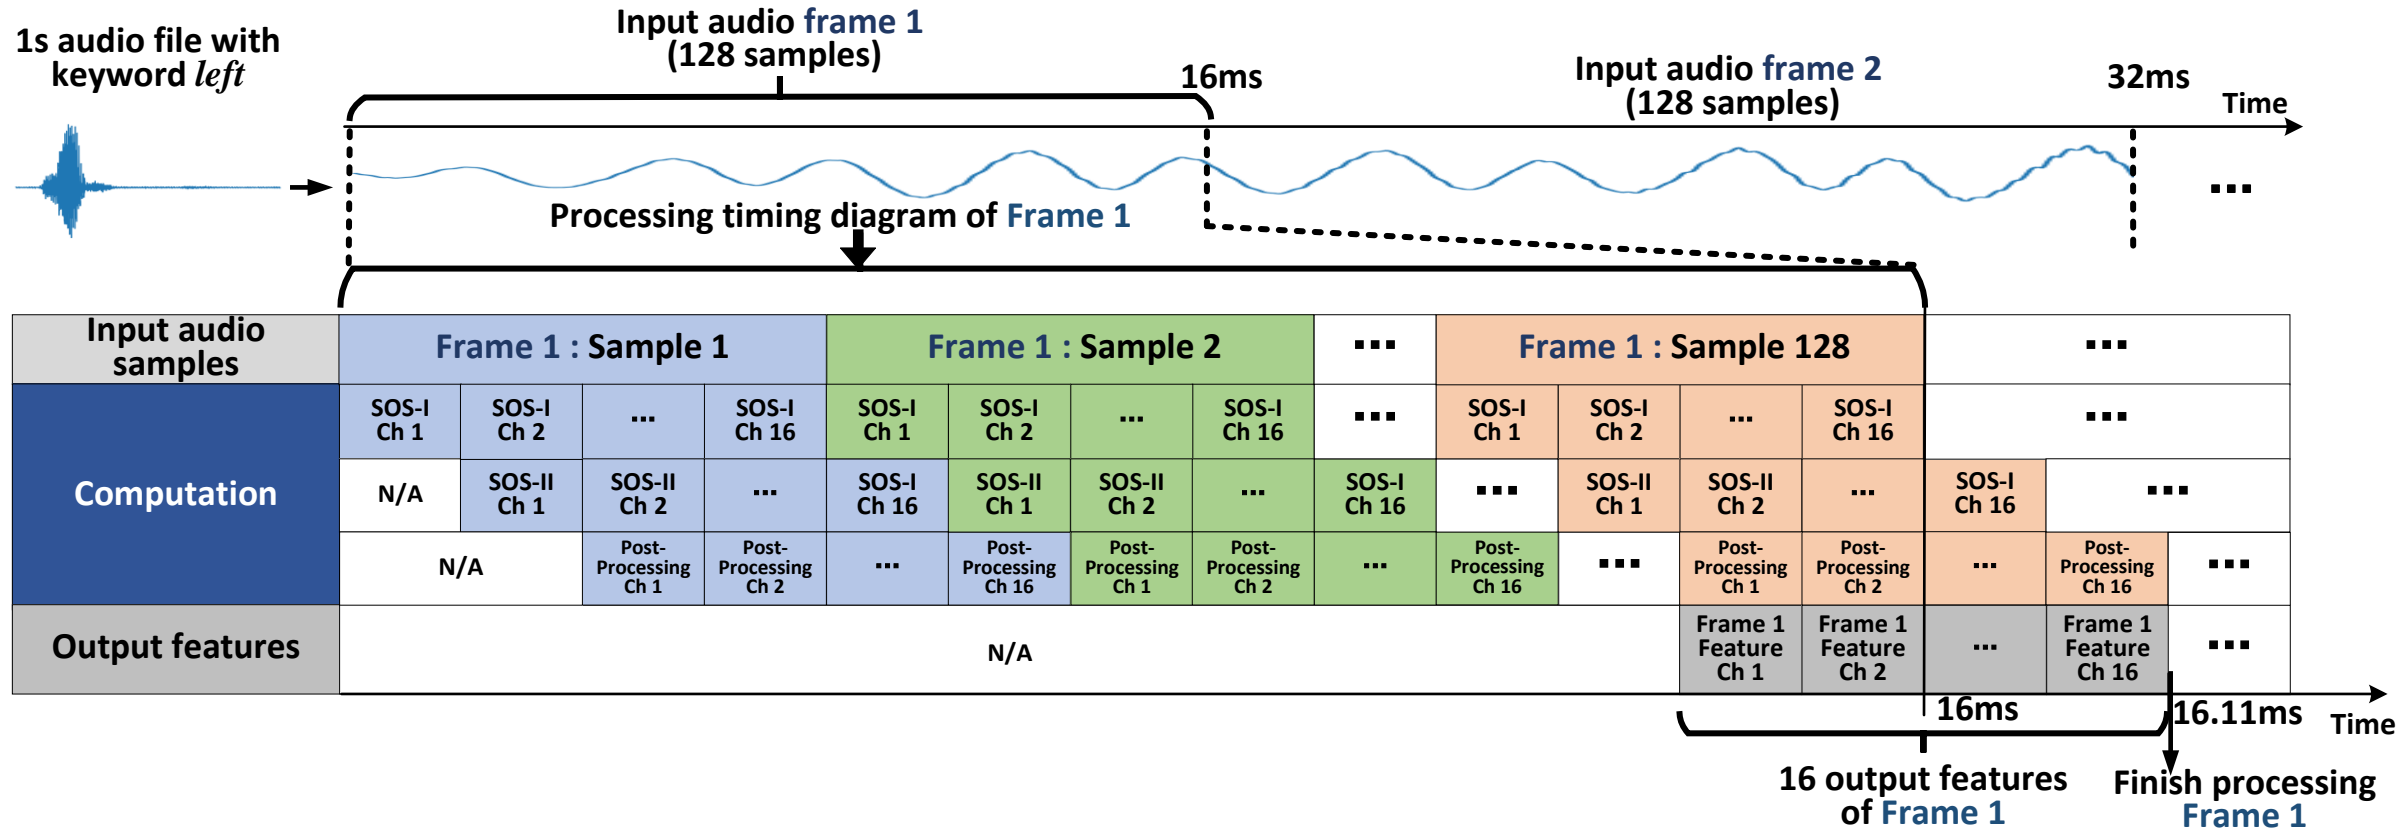 1s audio file with
keyword left
Input audio frame 1
(128 samples)
16ms
Input audio frame 2
(128 samples)
32ms
Time
...
Processing timing diagram of Frame 1
Input audio
samples
Frame 1 : Sample 1
Frame 1 : Sample 2
...
Frame 1 : Sample 128
...
Computation
SOS-I
Ch 1
SOS-I
Ch 2
...
SOS-I
Ch 16
SOS-I
Ch 1
SOS-I
Ch 2
...
SOS-I
Ch 16
...
SOS-I
Ch 1
SOS-I
Ch 2
...
SOS-I
Ch 16
...
N/A
SOS-II
Ch 1
SOS-II
Ch 2
...
SOS-I
Ch 16
SOS-II
Ch 1
SOS-II
Ch 2
...
SOS-I
Ch 16
...
SOS-II
Ch 1
SOS-II
Ch 2
...
SOS-I
Ch 16
...
N/A
Post-
Processing
Ch 1
Post-
Processing
Ch 2
...
Post-
Processing
Ch 16
Post-
Processing
Ch 1
Post-
Processing
Ch 2
...
Post-
Processing
Ch 16
...
Post-
Processing
Ch 1
Post-
Processing
Ch 2
...
Post-
Processing
Ch 16
...
Output features
N/A
Frame 1
Feature
Ch 1
Frame 1
Feature
Ch 2
...
Frame 1
Feature
Ch 16
...
16ms
16.11ms
Time
16 output features
of Frame 1
Finish processing
Frame 1